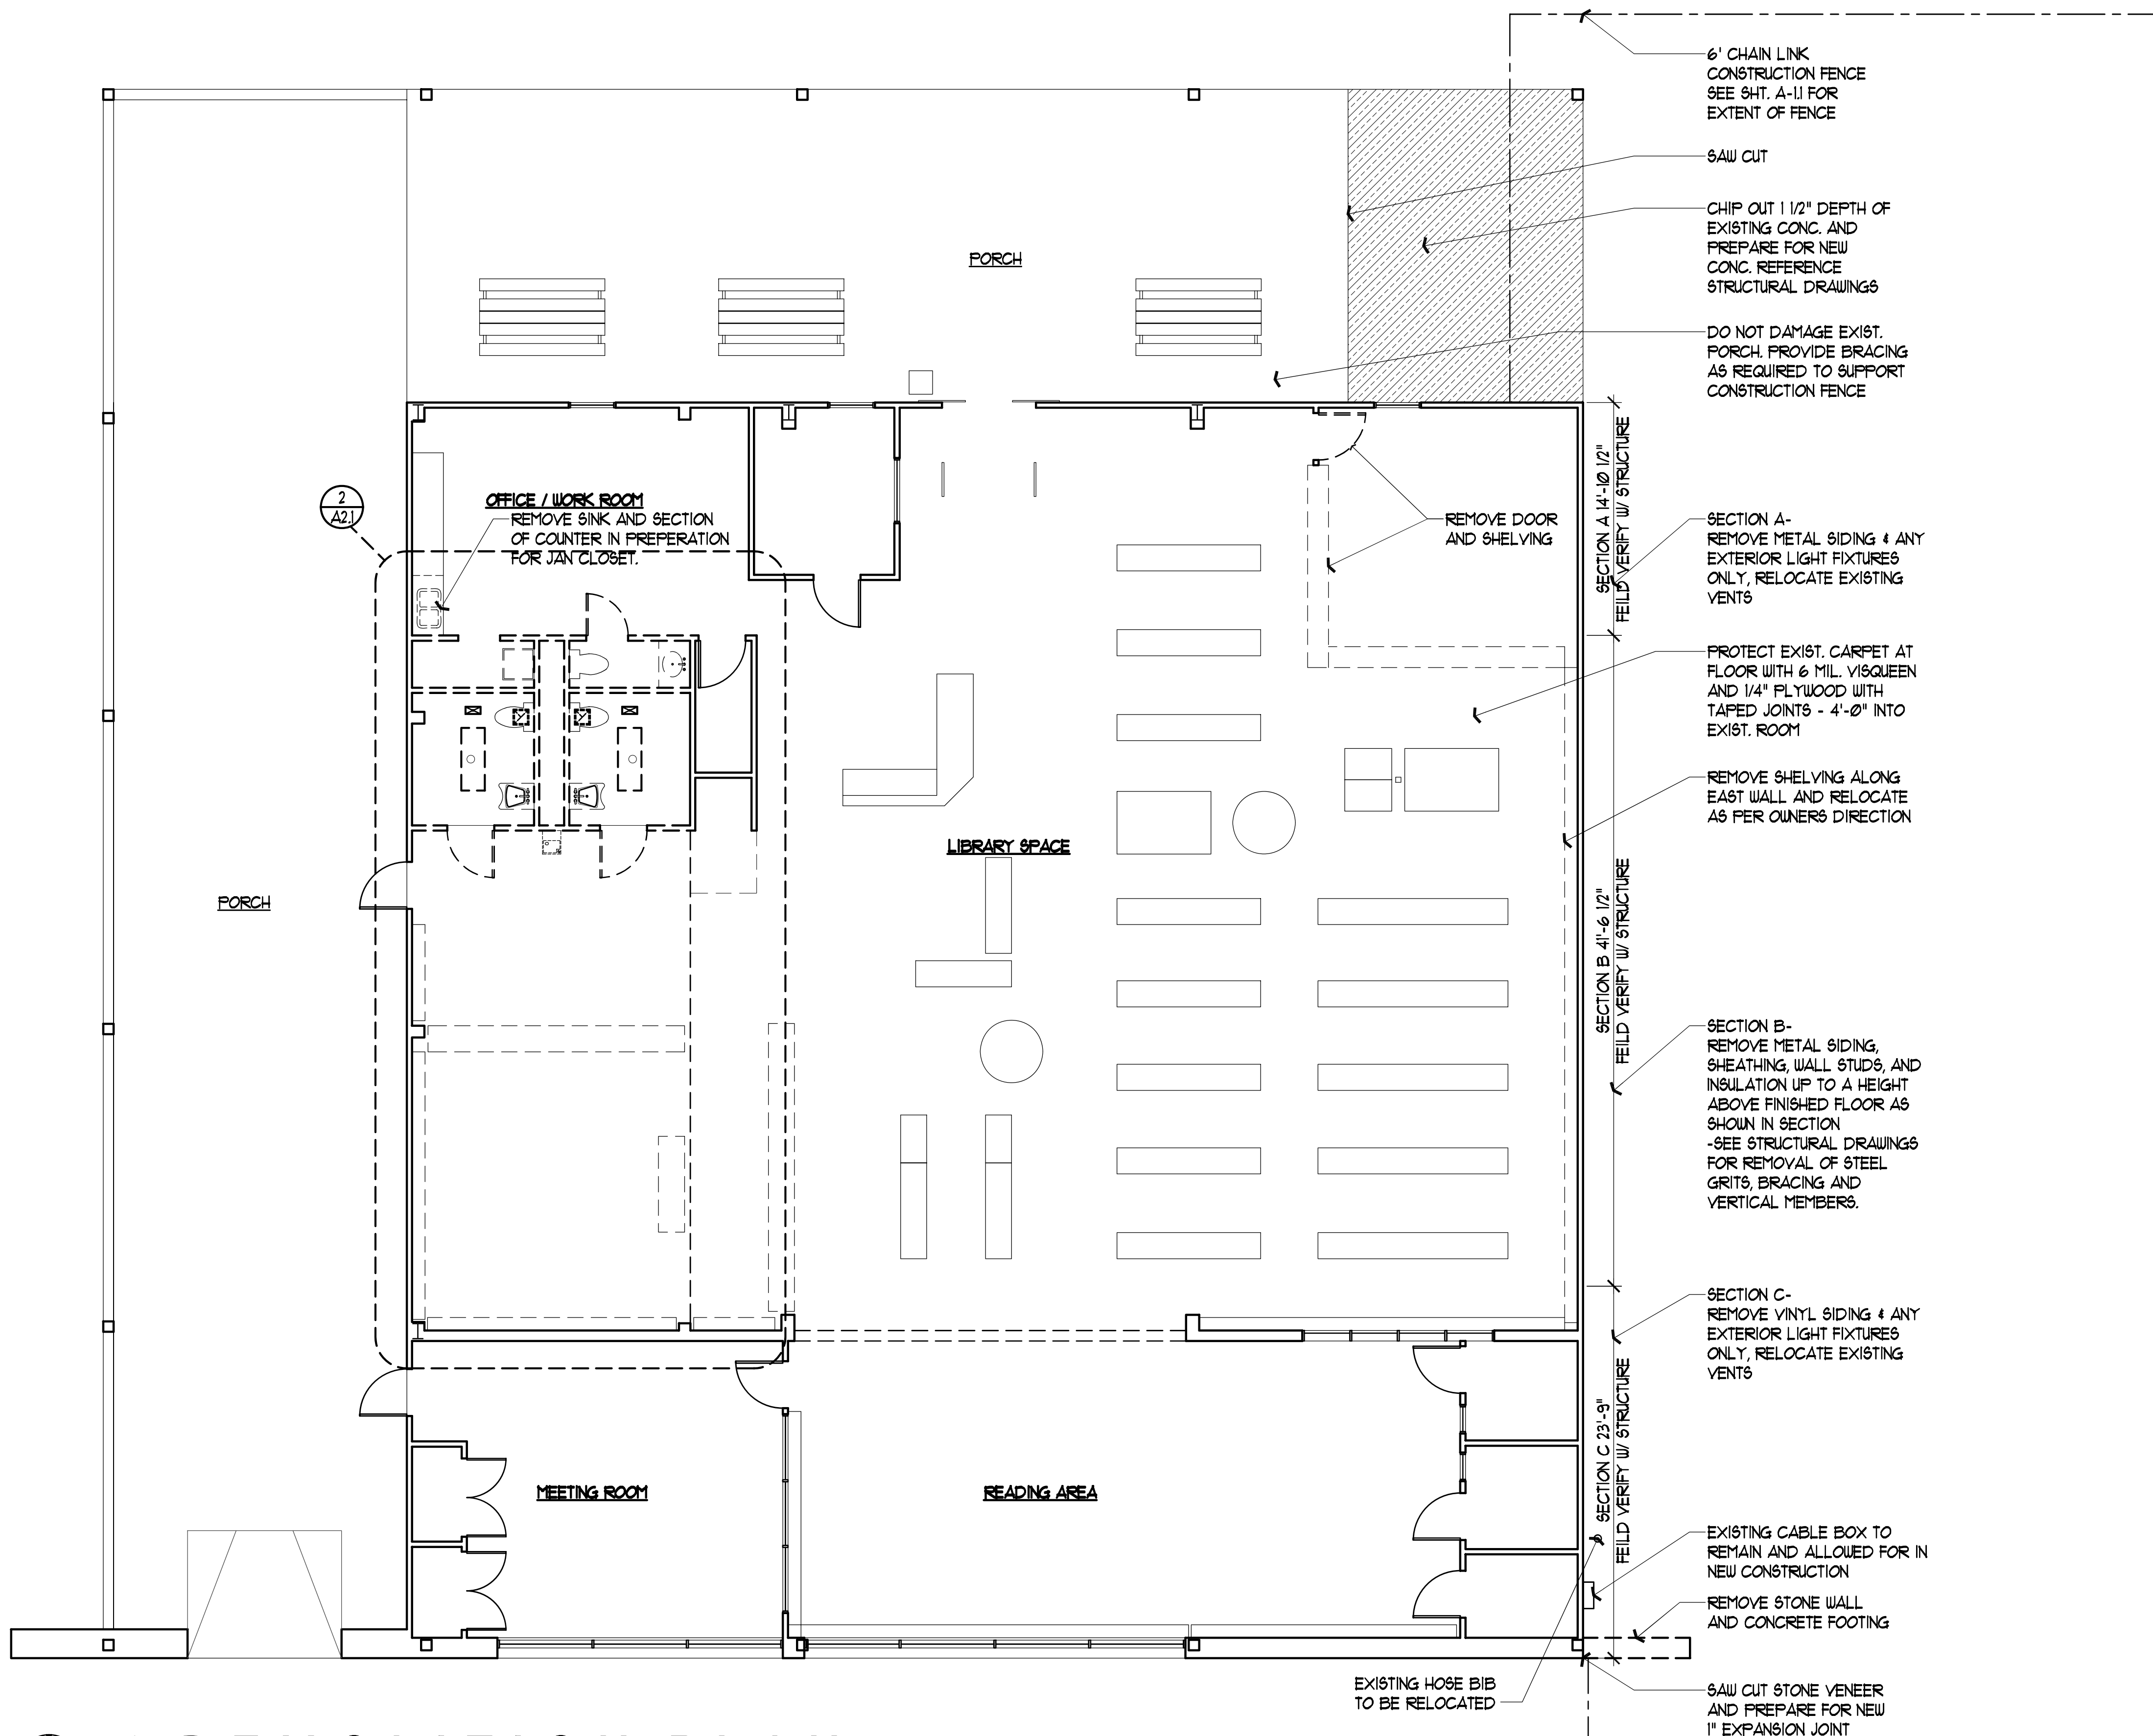 6' CHAIN LINK
CONSTRUCTION FENCE
SEE SHT. A-1.1 FOR
EXTENT OF FENCE
SAW CUT
CHIP OUT 1 1/2" DEPTH OF
EXISTING CONC. AND
PREPARE FOR NEW
CONC. REFERENCE
STRUCTURAL DRAWINGS
PORCH
DO NOT DAMAGE EXIST.
PORCH. PROVIDE BRACING
AS REQUIRED TO SUPPORT
CONSTRUCTION FENCE
2
A2.1
OFFICE / WORK ROOM
REMOVE SINK AND SECTION
OF COUNTER IN PREPERATION
FOR JAN CLOSET.
REMOVE DOOR
AND SHELVING
SECTION A 14'-10 1/2"
FEILD VERIFY W/ STRUCTURE
SECTION A-
REMOVE METAL SIDING & ANY
EXTERIOR LIGHT FIXTURES
ONLY, RELOCATE EXISTING
VENTS
PROTECT EXIST. CARPET AT
FLOOR WITH 6 MIL. VISQUEEN
AND 1/4" PLYWOOD WITH
TAPED JOINTS - 4'-0" INTO
EXIST. ROOM
REMOVE SHELVING ALONG
EAST WALL AND RELOCATE
AS PER OWNERS DIRECTION
LIBRARY SPACE
PORCH
SECTION B 41'-6 1/2"
FEILD VERIFY W/ STRUCTURE
SECTION B-
REMOVE METAL SIDING,
SHEATHING, WALL STUDS, AND
INSULATION UP TO A HEIGHT
ABOVE FINISHED FLOOR AS
SHOWN IN SECTION
-SEE STRUCTURAL DRAWINGS
FOR REMOVAL OF STEEL
GRITS, BRACING AND
VERTICAL MEMBERS.
SECTION C-
REMOVE VINYL SIDING & ANY
EXTERIOR LIGHT FIXTURES
ONLY, RELOCATE EXISTING
VENTS
SECTION C 23'-9"
FEILD VERIFY W/ STRUCTURE
MEETING ROOM
READING AREA
EXISTING CABLE BOX TO
REMAIN AND ALLOWED FOR IN
NEW CONSTRUCTION
REMOVE STONE WALL
AND CONCRETE FOOTING
EXISTING HOSE BIB
TO BE RELOCATED
SAW CUT STONE VENEER
AND PREPARE FOR NEW
1" EXPANSION JOINT